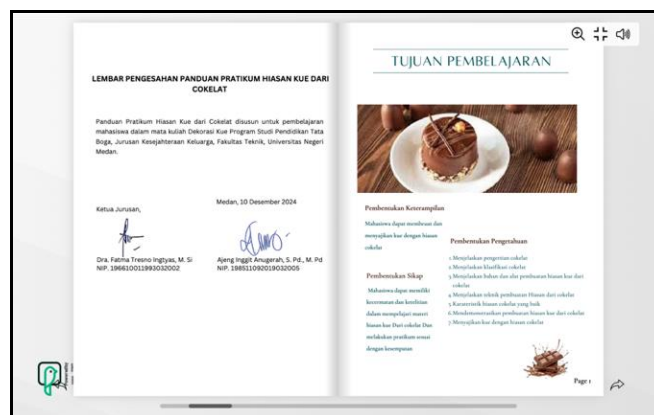 LEMBAR PENGESAHAN PANDUAN PRATIKUM HIASAN KUE DARI
COKELAT
Panduan Pratikum Hiasan Kue dari Cokelat disusun untuk pembelajaran
mahasiswa dalam mata kuliah Dekorasi Kue Program Studi Pendidikan Tata
Boga, Jurusan Kesejahteraan Keluarga, Fakultas Teknik, Universitas Negeri
Medan.
Medan, 10 Desember 2024
Ketua Jurusan,
Dra. Fatma Tresno Ingtyas, M. Si
NIP. 196610011993032002
Ajeng Inggit Anugerah, S. Pd., M. Pd
NIP. 198511092019032005
TUJUAN PEMBELAJARAN
Pembentukan Keterampilan
Mahasiswa dapat membuat dan
menyajikan kue dengan hiasan
cokelat
Pembentukan Sikap
Mahasiswa dapat memiliki
kecermatan dan ketelitian
dalam mempelajari materi
hiasan kue Dari cokelat Dan
melakukan pratikum sesuai
dengan kesempatan
Pembentukan Pengetahuan
1. Menjelaskan pengertian cokelat
2. Menjelaskan klasifikasi cokelat
3. Menjelaskan bahan dan alat pembuatan hiasan kue dari
cokelat
4. Menjelaskan teknik pembuatan Hiasan dari cokelat
5. Karateristik hiasan cokelat yang baik
6. Mendemonstrasikan pembuatan hiasan kue dari cokelat
7. Menyajikan kue dengan hiasan cokelat
Page 1